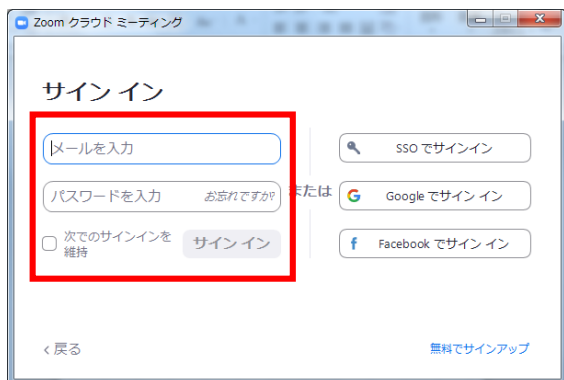 Zoom クラウド ミーティング
サイン イン
メールを入力
パスワードを入力 お忘れですか?
次でのサインインを
維持
サイン イン
または
SSO でサインイン
Google でサイン イン
Facebook でサイン イン
戻る
無料でサインアップ